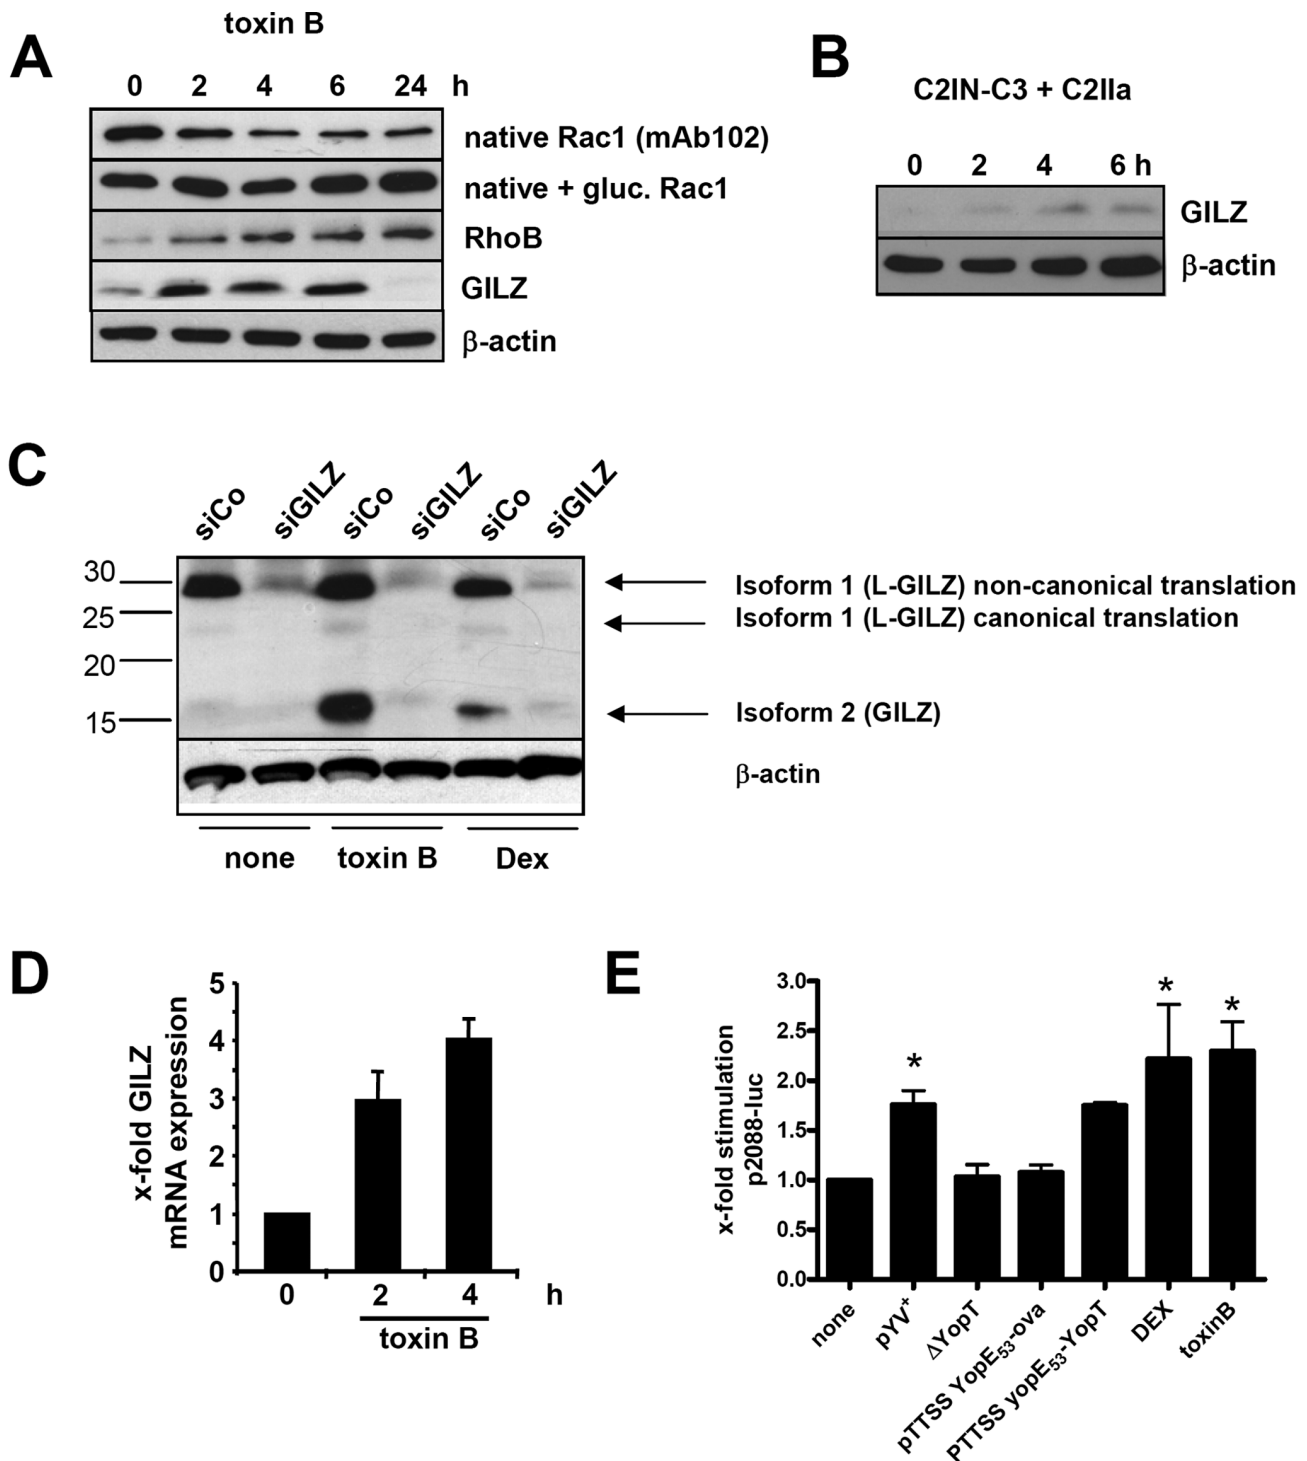 A
toxin B
0 2 4 6 24 h
native Rac1 (mAb102)
native + gluc. Rac1
RhoB
GILZ
β-actin
B
C2IN-C3 + C2IIa
0 2 4 6 h
GILZ
β-actin
C
siCo siGILZ siCo siGILZ siCo siGILZ
30
25
20
15
Isoform 1 (L-GILZ) non-canonical translation
Isoform 1 (L-GILZ) canonical translation
Isoform 2 (GILZ)
β-actin
none toxin B Dex
D
x-fold GILZ
mRNA expression
5
4
3
2
1
0
0 2 4 h
toxin B
E
x-fold stimulation
p2088-luc
3.0
2.5
2.0
1.5
1.0
0.5
0.0
* * *
none
pYV⁺
ΔYopT
pTTSS YopE₅₃-ova
PTTSS yopE₅₃-YopT
DEX
toxinB